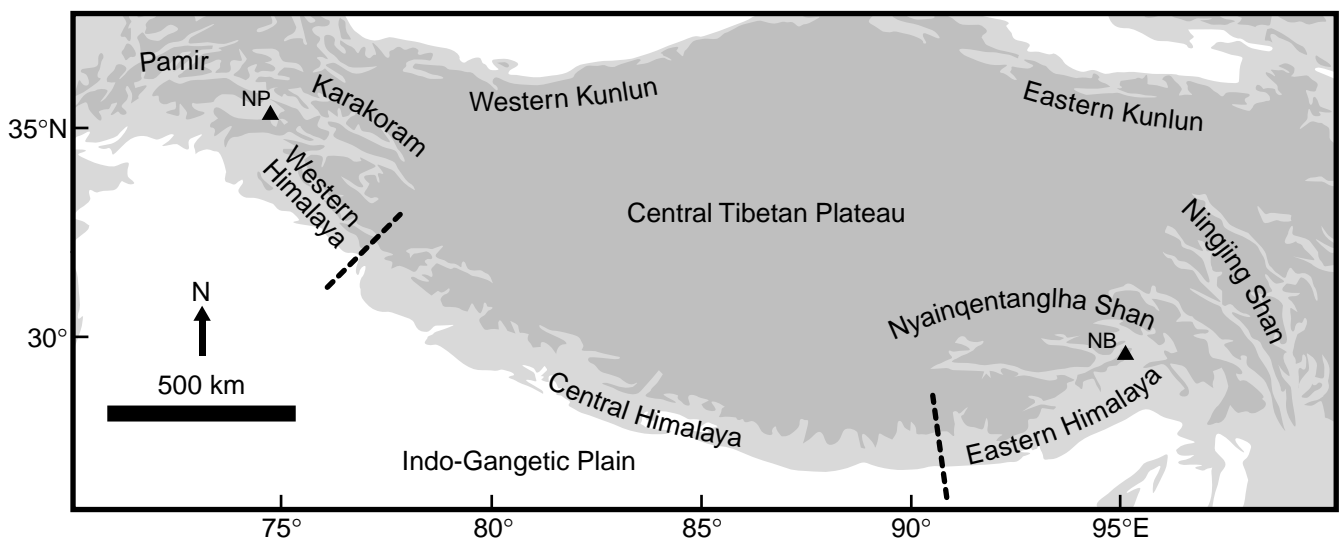 Pamir
NP
Karakoram
Western Kunlun
Eastern Kunlun
35°N
Western
Himalaya
Central Tibetan Plateau
Ningjing Shan
N
Nyainqentanglha Shan
30°
NB
500 km
Central Himalaya
Eastern Himalaya
Indo-Gangetic Plain
75°
80°
85°
90°
95°E